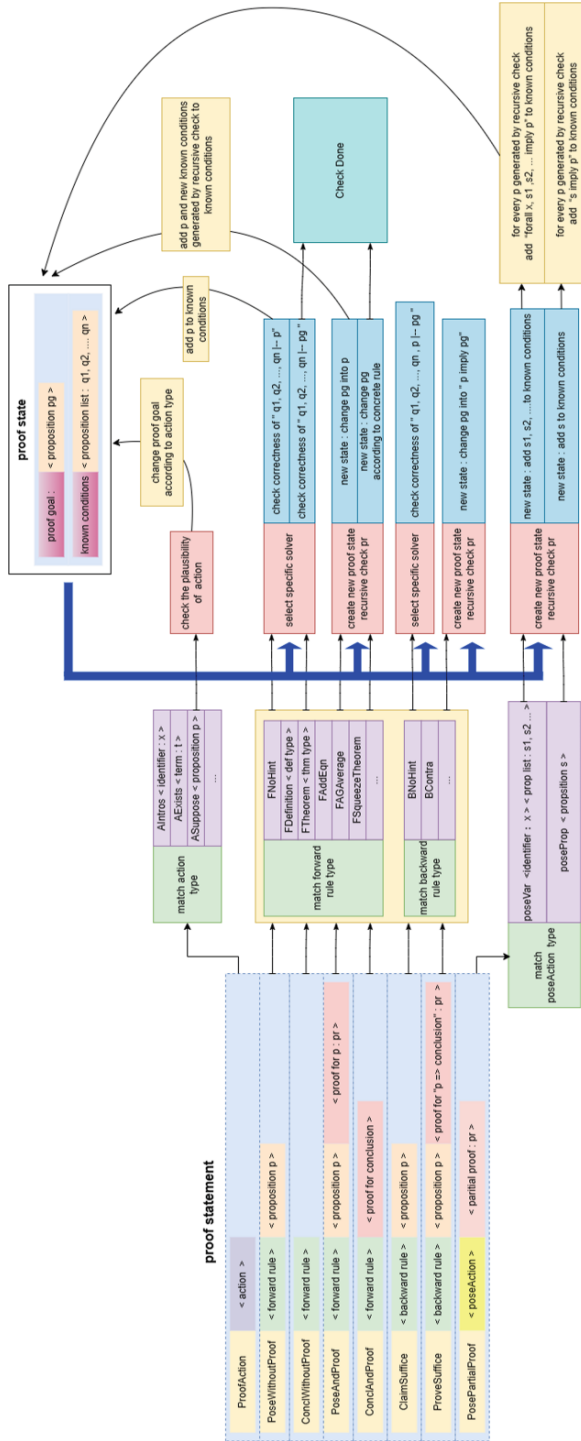 proof statement
ProofAction
< action >
PoseWithoutProof
< forward rule >
< proposition p >
ConclWithoutProof
< forward rule >
PoseAndProof
< forward rule >
< proposition p >
< proof for p : pr >
ConclAndProof
< forward rule >
< proof for conclusion >
ClaimSuffice
< backward rule >
< proposition p >
ProveSuffice
< backward rule >
< proposition p >
< proof for "p => conclusion" : pr >
PosePartialProof
< poseAction >
< paritial proof : pr >
match action
type
AIntros < identifier : x >
AExists < term : t >
ASuppose < proposition p >
...
match forward
rule type
FNoHint
FDefinition < def type >
FTheorem < thm type >
FAddEqn
FAGAverage
FSqueezeTheorem
...
match backward
rule type
BNoHint
BContra
...
match
poseAction type
poseVar <identifier : x > < prop list : s1, s2 ... >
poseProp < propsition s >
check the plausibility
of action
select specific solver
check correctness of " q1, q2, ..., qn |-- p"
check correctness of " q1, q2, ..., qn |-- pg "
create new proof state
recursive check pr
new state : change pg into p
new state : change pg
according to concrete rule
select specific solver
check correctness of " q1, q2, ..., qn , p |-- pg "
create new proof state
recursive check pr
new state : change pg into " p imply pg"
create new proof state
recursive check pr
new state : add s1, s2, .... to known conditions
new state : add s to known conditions
proof state
proof goal :
< proposition pg >
known conditions
< proposition list : q1, q2, .... qn >
change proof goal
according to action type
add p to known
conditions
add p and new known conditions
generated by recursive check to
known conditions
Check Done
for every p generated by recursive check
add "forall x, s1 ,s2, ... imply p" to known conditions
for every p generated by recursive check
add "s imply p" to known conditions